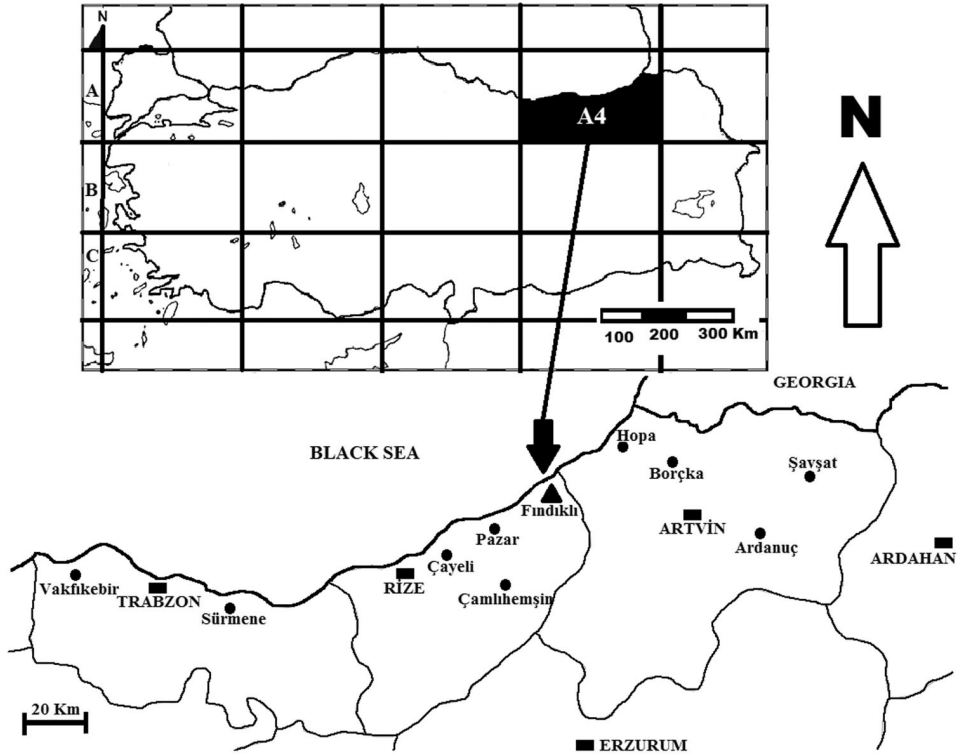 N
A
A4
B
C
100 200 300 Km
N
GEORGIA
BLACK SEA
Hopa
Borçka
Şavşat
Fındıklı
ARTVİN
Pazar
Ardanuç
ARDAHAN
Çayeli
RİZE
Çamlıhemşin
Vakfıkebir
TRABZON
Sürmene
20 Km
ERZURUM